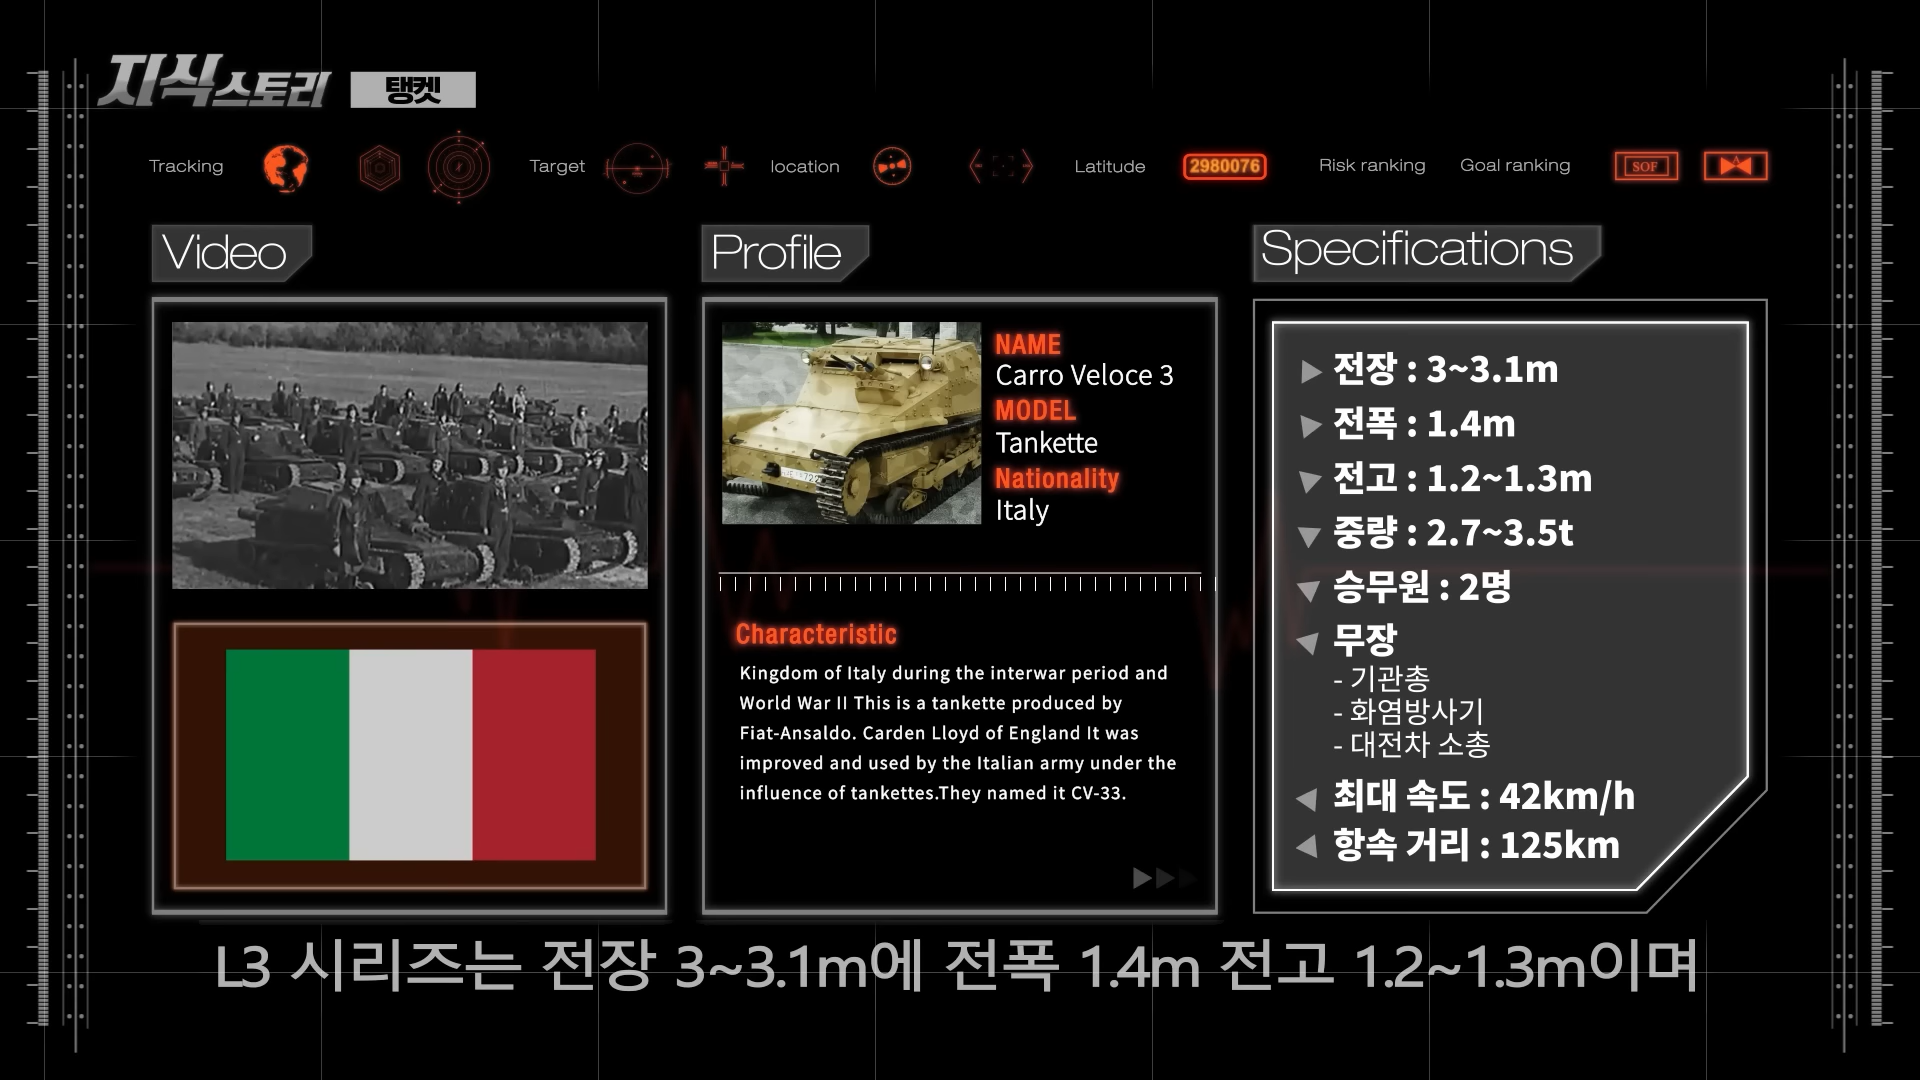 지식스토리 탱켓
Tracking Target location Latitude 2980076 Risk ranking Goal ranking SOF
Video
Profile
Specifications
NAME
Carro Veloce 3
MODEL
Tankette
Nationality
Italy
Characteristic
Kingdom of Italy during the interwar period and
World War II This is a tankette produced by
Fiat-Ansaldo. Carden Lloyd of England It was
improved and used by the Italian army under the
influence of tankettes.They named it CV-33.
전장 : 3~3.1m
전폭 : 1.4m
전고 : 1.2~1.3m
중량 : 2.7~3.5t
승무원 : 2명
무장
- 기관총
- 화염방사기
- 대전차 소총
최대 속도 : 42km/h
항속 거리 : 125km
L3 시리즈는 전장 3~3.1m에 전폭 1.4m 전고 1.2~1.3m이며